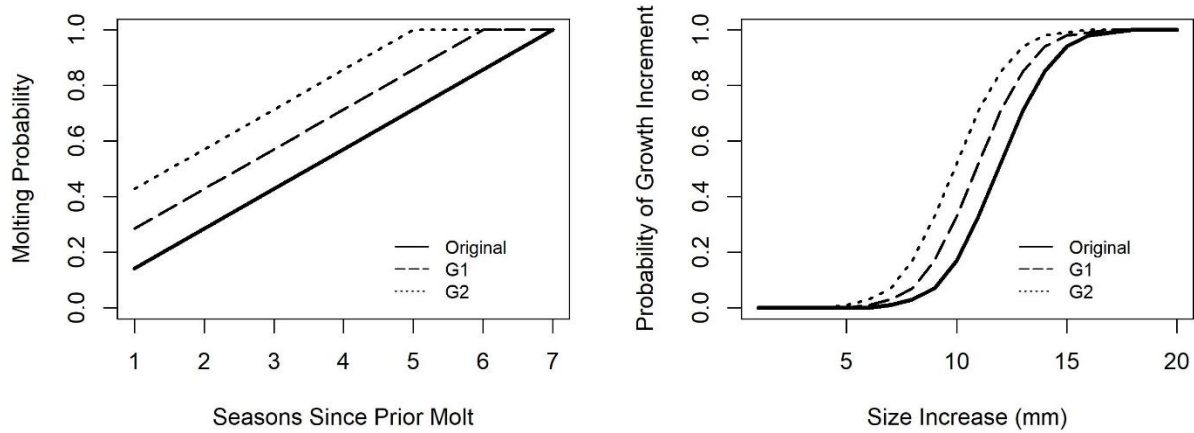 Molting Probability
1.0
0.8
0.6
0.4
0.2
0.0
Original
G1
G2
1 2 3 4 5 6 7
Seasons Since Prior Molt
Probability of Growth Increment
1.0
0.8
0.6
0.4
0.2
0.0
Original
G1
G2
5 10 15 20
Size Increase (mm)